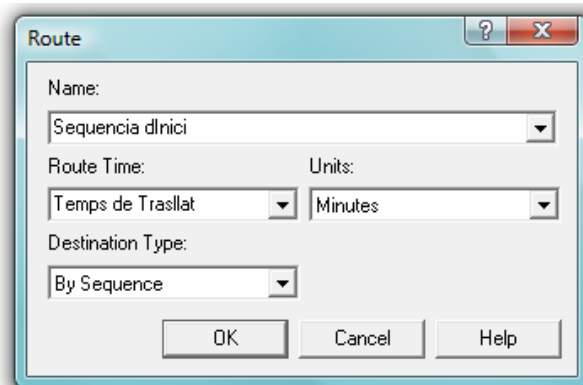 Route
Name:
Sequencia dInici
Route Time: Units:
Temps de Trasllat Minutes
Destination Type:
By Sequence
OK Cancel Help